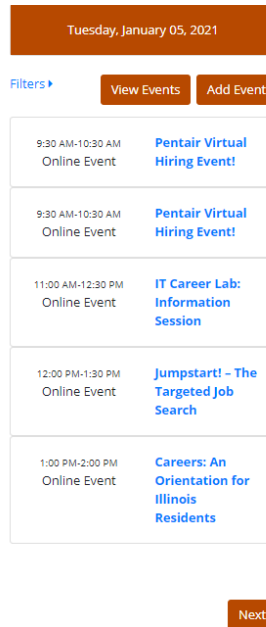 Tuesday, January 05, 2021
Filters
View Events
Add Event
9:30 AM-10:30 AM
Online Event
Pentair Virtual
Hiring Event!
9:30 AM-10:30 AM
Online Event
Pentair Virtual
Hiring Event!
11:00 AM-12:30 PM
Online Event
IT Career Lab:
Information
Session
12:00 PM-1:30 PM
Online Event
Jumpstart! – The
Targeted Job
Search
1:00 PM-2:00 PM
Online Event
Careers: An
Orientation for
Illinois
Residents
Next